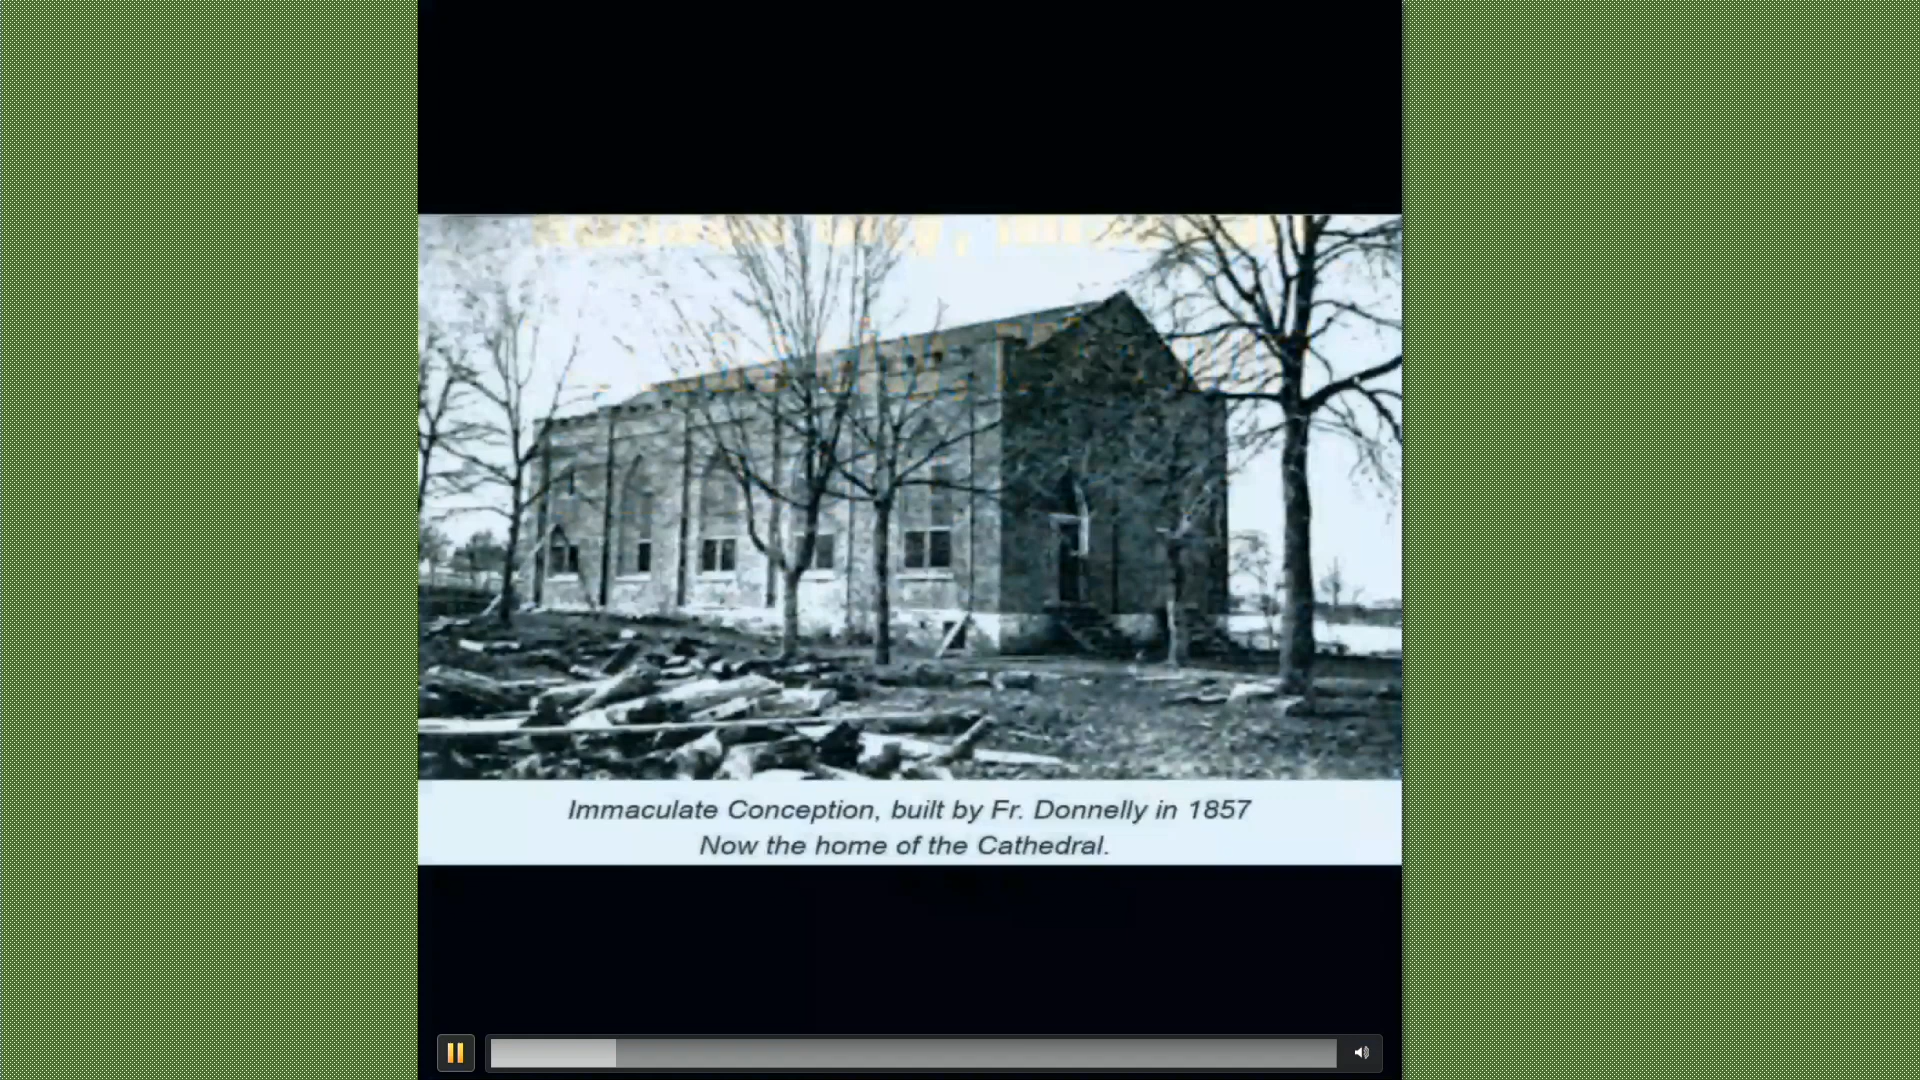 Immaculate Conception, built by Fr. Donnelly in 1857
Now the home of the Cathedral.